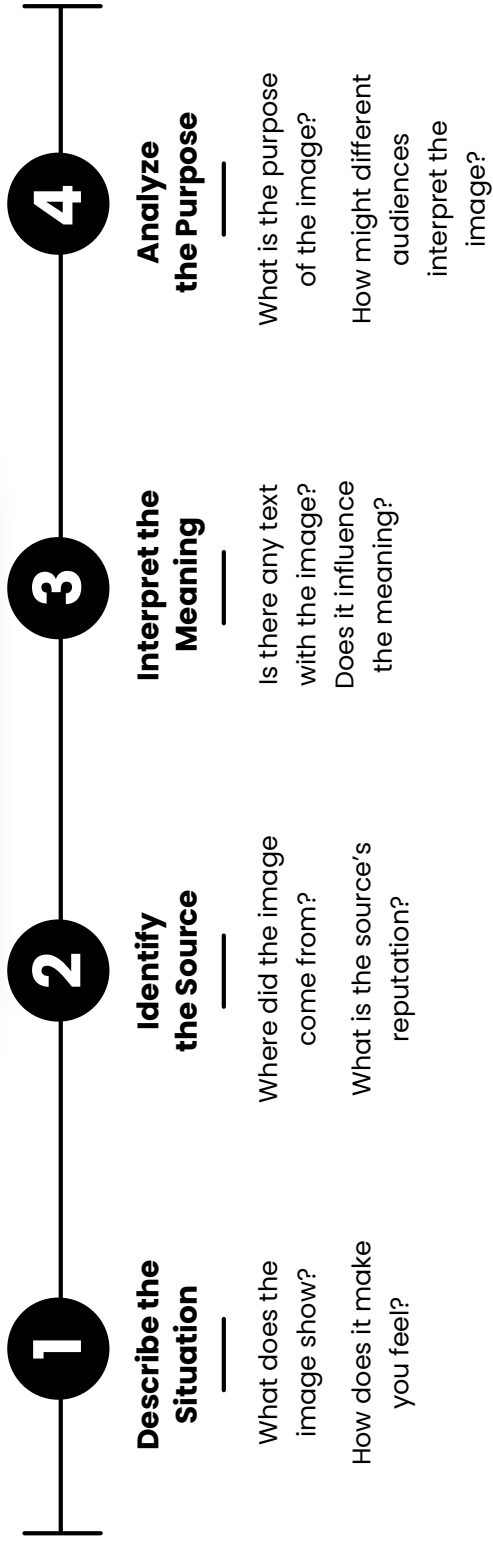 1
Describe the
Situation
What does the
image show?
How does it make
you feel?
2
Identify
the Source
Where did the image
come from?
What is the source's
reputation?
3
Interpret the
Meaning
Is there any text
with the image?
Does it influence
the meaning?
4
Analyze
the Purpose
What is the purpose
of the image?
How might different
audiences
interpret the
image?